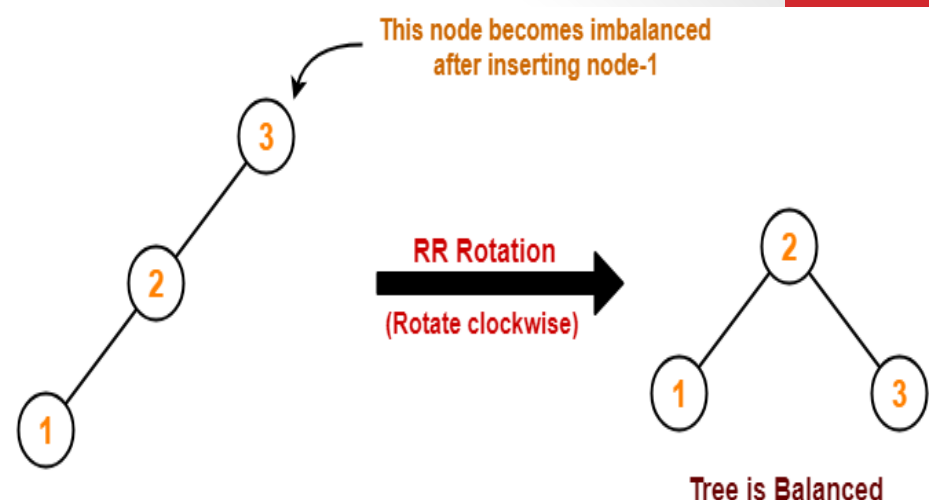 This node becomes imbalanced
after inserting node-1
3
2
1
RR Rotation
(Rotate clockwise)
2
1
3
Tree is Balanced